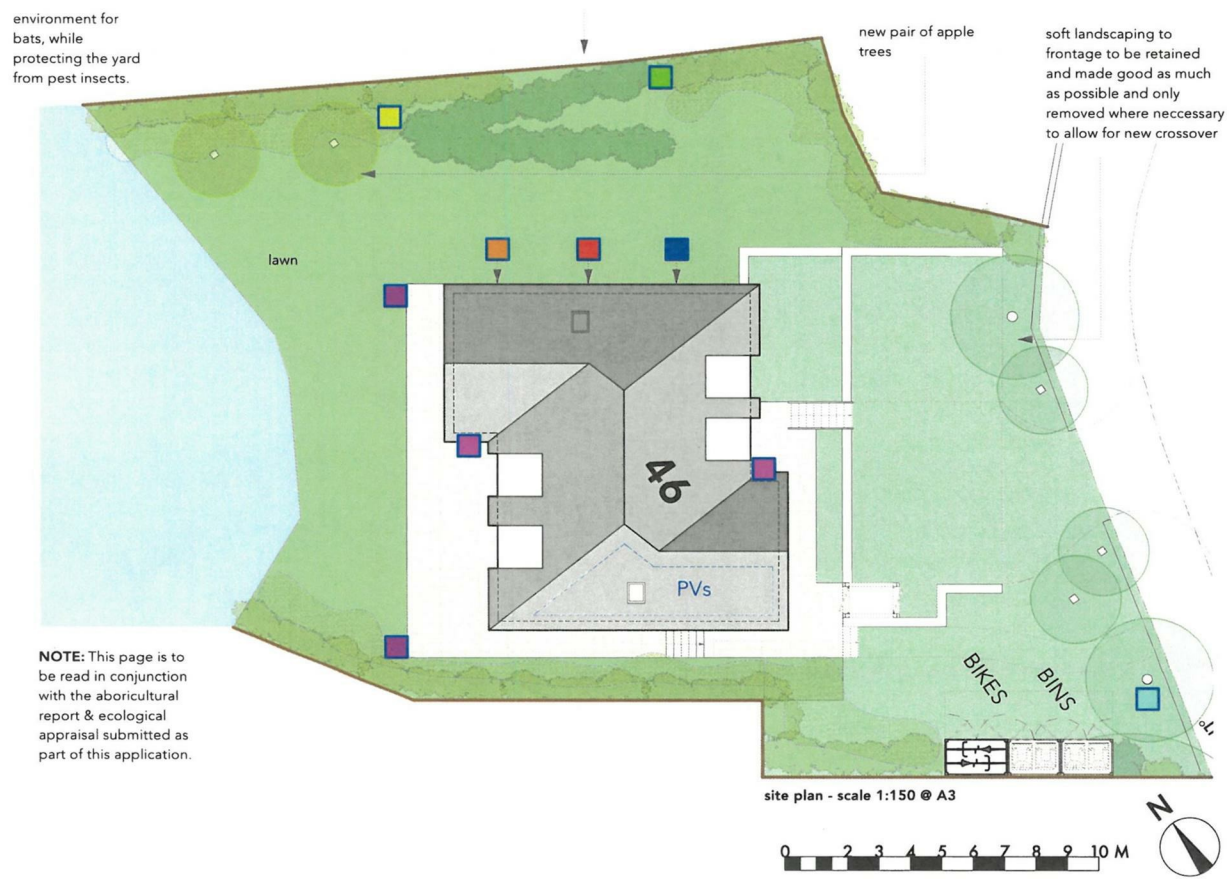 environment for
bats, while
protecting the yard
from pest insects.
new pair of apple
trees
soft landscaping to
frontage to be retained
and made good as much
as possible and only
removed where neccessary
to allow for new crossover
lawn
46
PVs
NOTE: This page is to
be read in conjunction
with the aboricultural
report & ecological
appraisal submitted as
part of this application.
BIKES
BINS
site plan - scale 1:150 @ A3
0 2 3 4 5 6 7 8 9 10 M
N